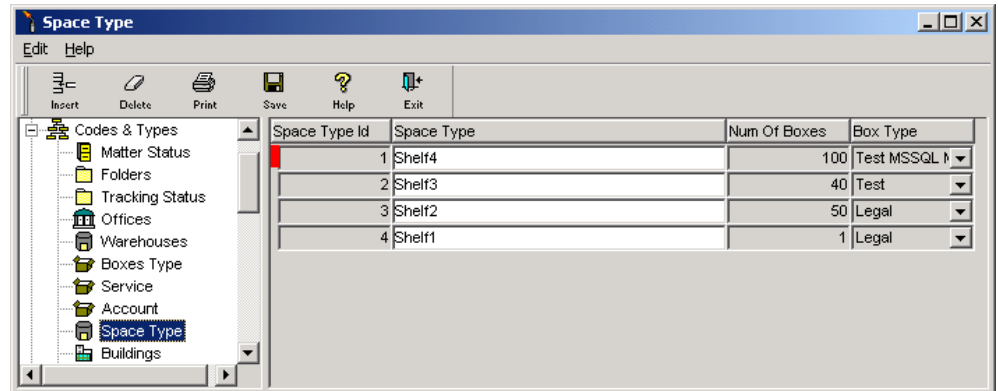 Space Type
Edit Help
Insert Delete Print Save Help Exit
Codes & Types
Matter Status
Folders
Tracking Status
Offices
Warehouses
Boxes Type
Service
Account
Space Type
Buildings
Space Type Id Space Type Num Of Boxes Box Type
1 Shelf4 100 Test MSSQL
2 Shelf3 40 Test
3 Shelf2 50 Legal
4 Shelf1 1 Legal